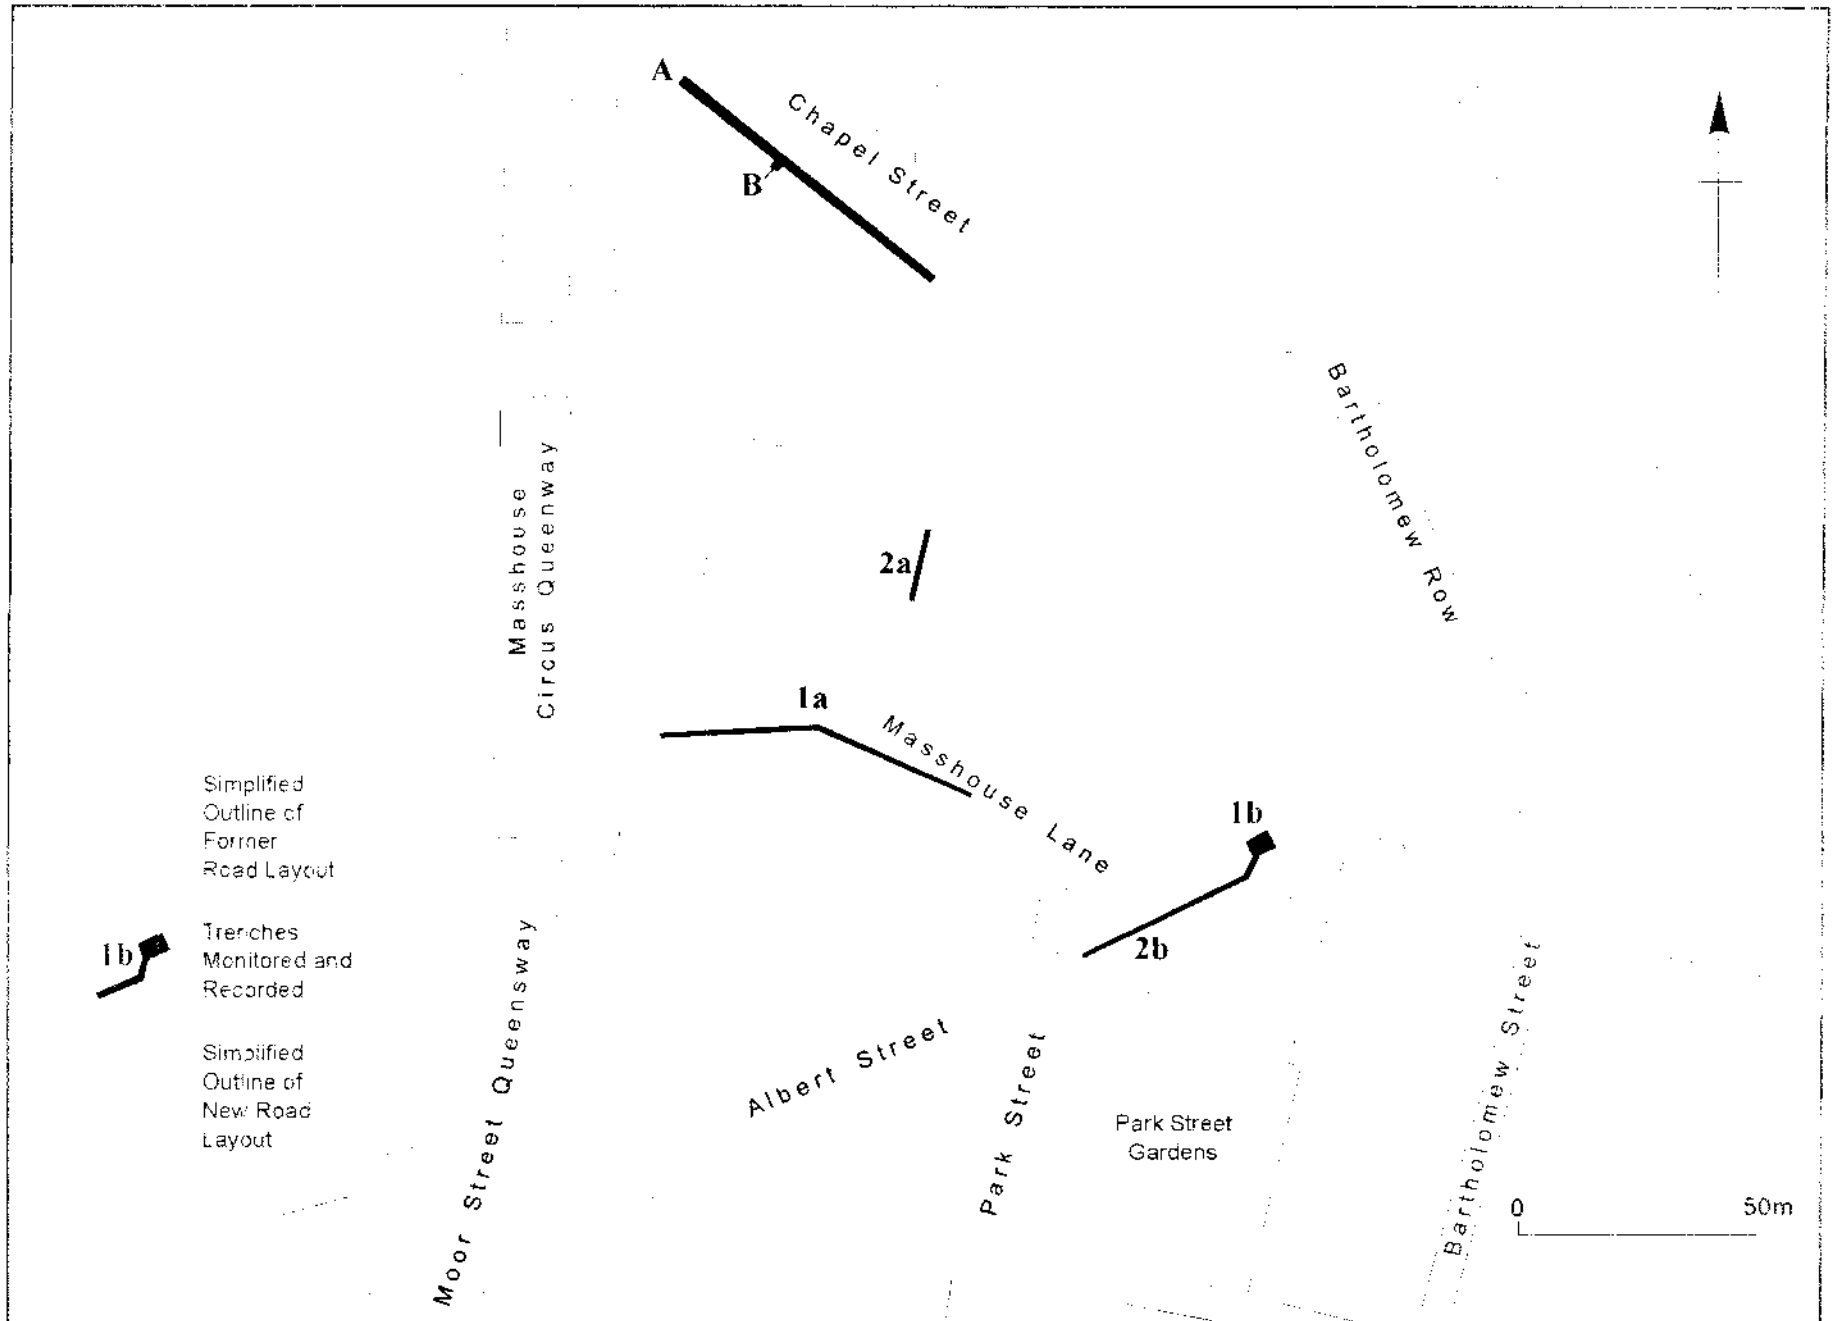 A
Chapel Street
B
Bartholomew Row
Masshouse
Circus Queenway
2a
1a
Masshouse Lane
1b
2b
Simplified
Outline of
Former
Road Layout
1b
Trenches
Monitored and
Recorded
Simplified
Outline of
New Road
Layout
Moor Street Queensway
Albert Street
Park Street
Park Street
Gardens
Bartholomew Street
0
50m